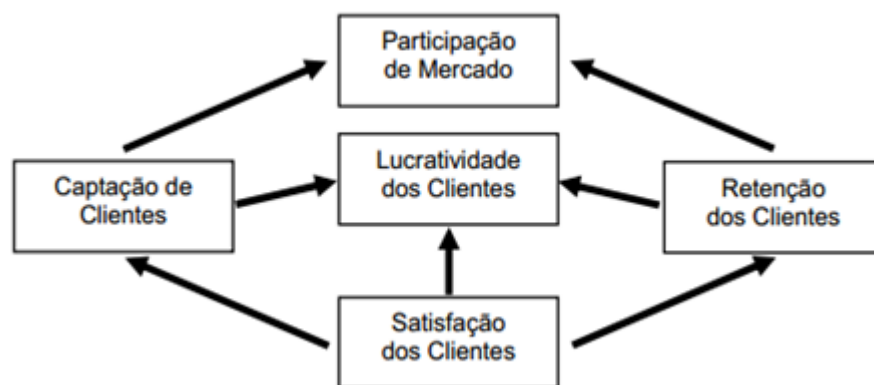 Participação
de Mercado
Lucratividade
dos Clientes
Captação de
Clientes
Retenção
dos Clientes
Satisfação
dos Clientes